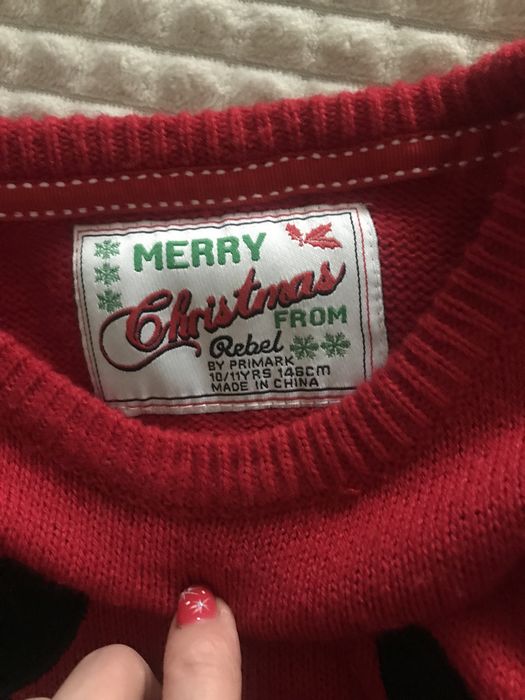 MERRY
Christmas
FROM
Rebel
BY PRIMARK
10/11YRS 146cm
MADE IN CHINA